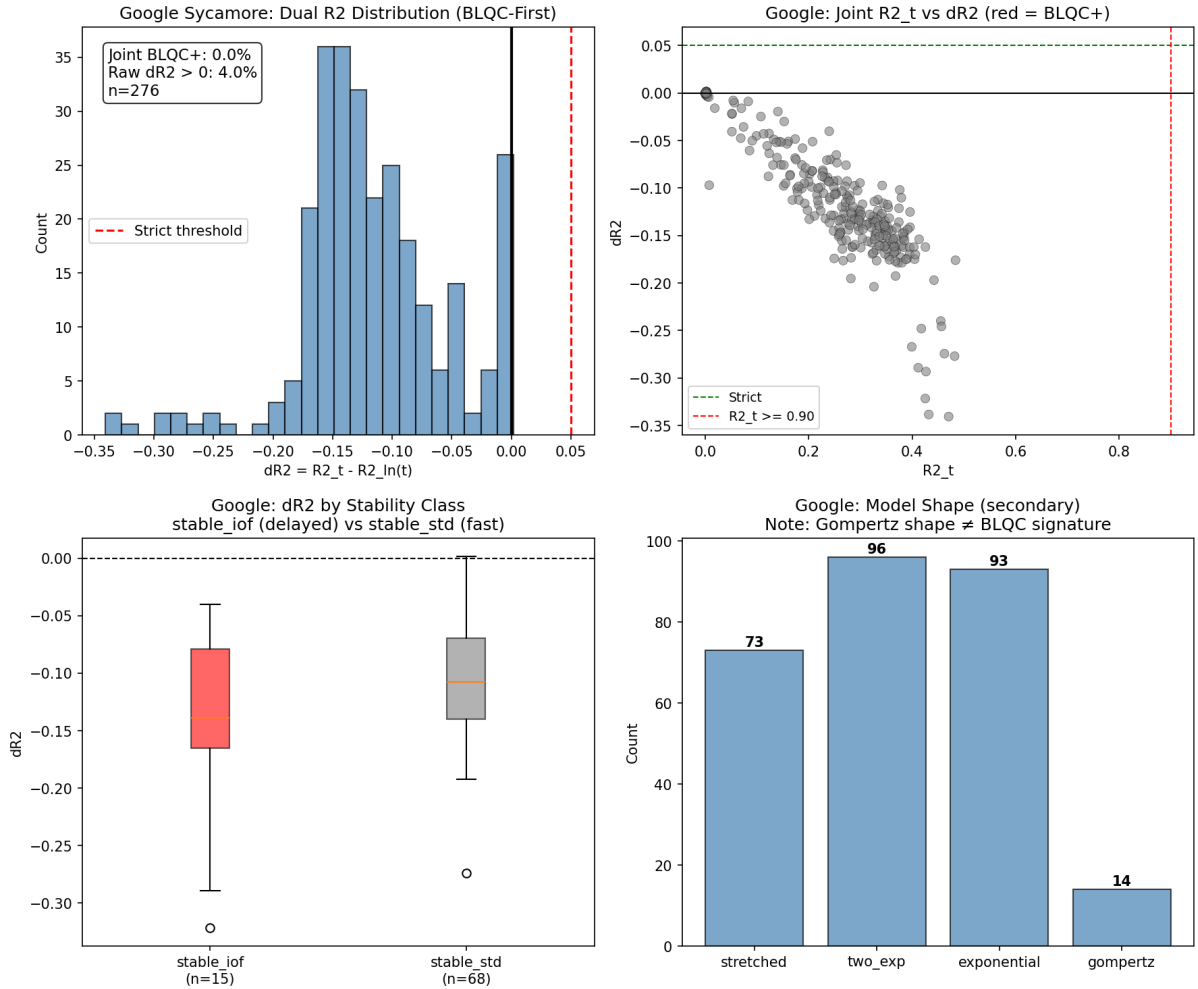 Google Sycamore: Dual R2 Distribution (BLQC-First)
Joint BLQC+: 0.0%
Raw dR2 > 0: 4.0%
n=276
Strict threshold
Count
35
30
25
20
15
10
5
0
−0.35
−0.30
−0.25
−0.20
−0.15
−0.10
−0.05
0.00
0.05
dR2 = R2_t - R2_ln(t)
Google: Joint R2_t vs dR2 (red = BLQC+)
dR2
0.05
0.00
−0.05
−0.10
−0.15
−0.20
−0.25
−0.30
−0.35
Strict
R2_t >= 0.90
0.0
0.2
0.4
0.6
0.8
R2_t
Google: dR2 by Stability Class
stable_iof (delayed) vs stable_std (fast)
dR2
0.00
−0.05
−0.10
−0.15
−0.20
−0.25
−0.30
stable_iof
(n=15)
stable_std
(n=68)
Google: Model Shape (secondary)
Note: Gompertz shape ≠ BLQC signature
Count
100
80
60
40
20
0
73
96
93
14
stretched
two_exp
exponential
gompertz